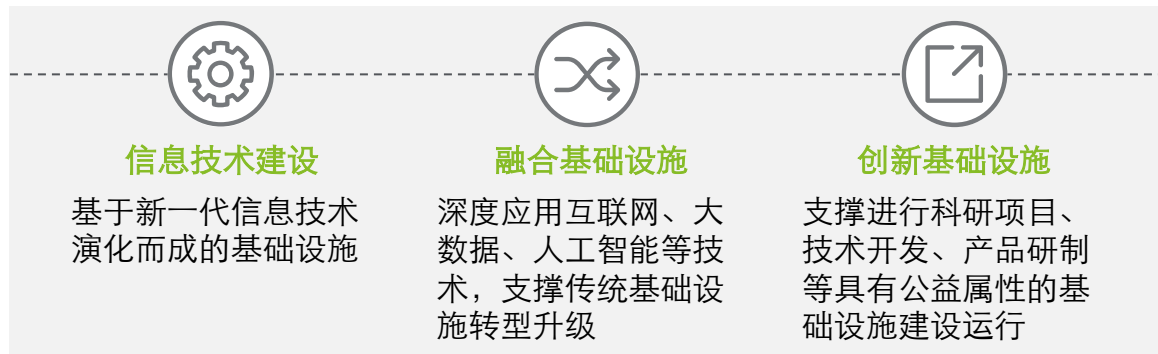 信息技术建设
基于新一代信息技术
演化而成的基础设施
融合基础设施
深度应用互联网、大
数据、人工智能等技
术，支撑传统基础设
施转型升级
创新基础设施
支撑进行科研项目、
技术开发、产品研制
等具有公益属性的基
础设施建设运行